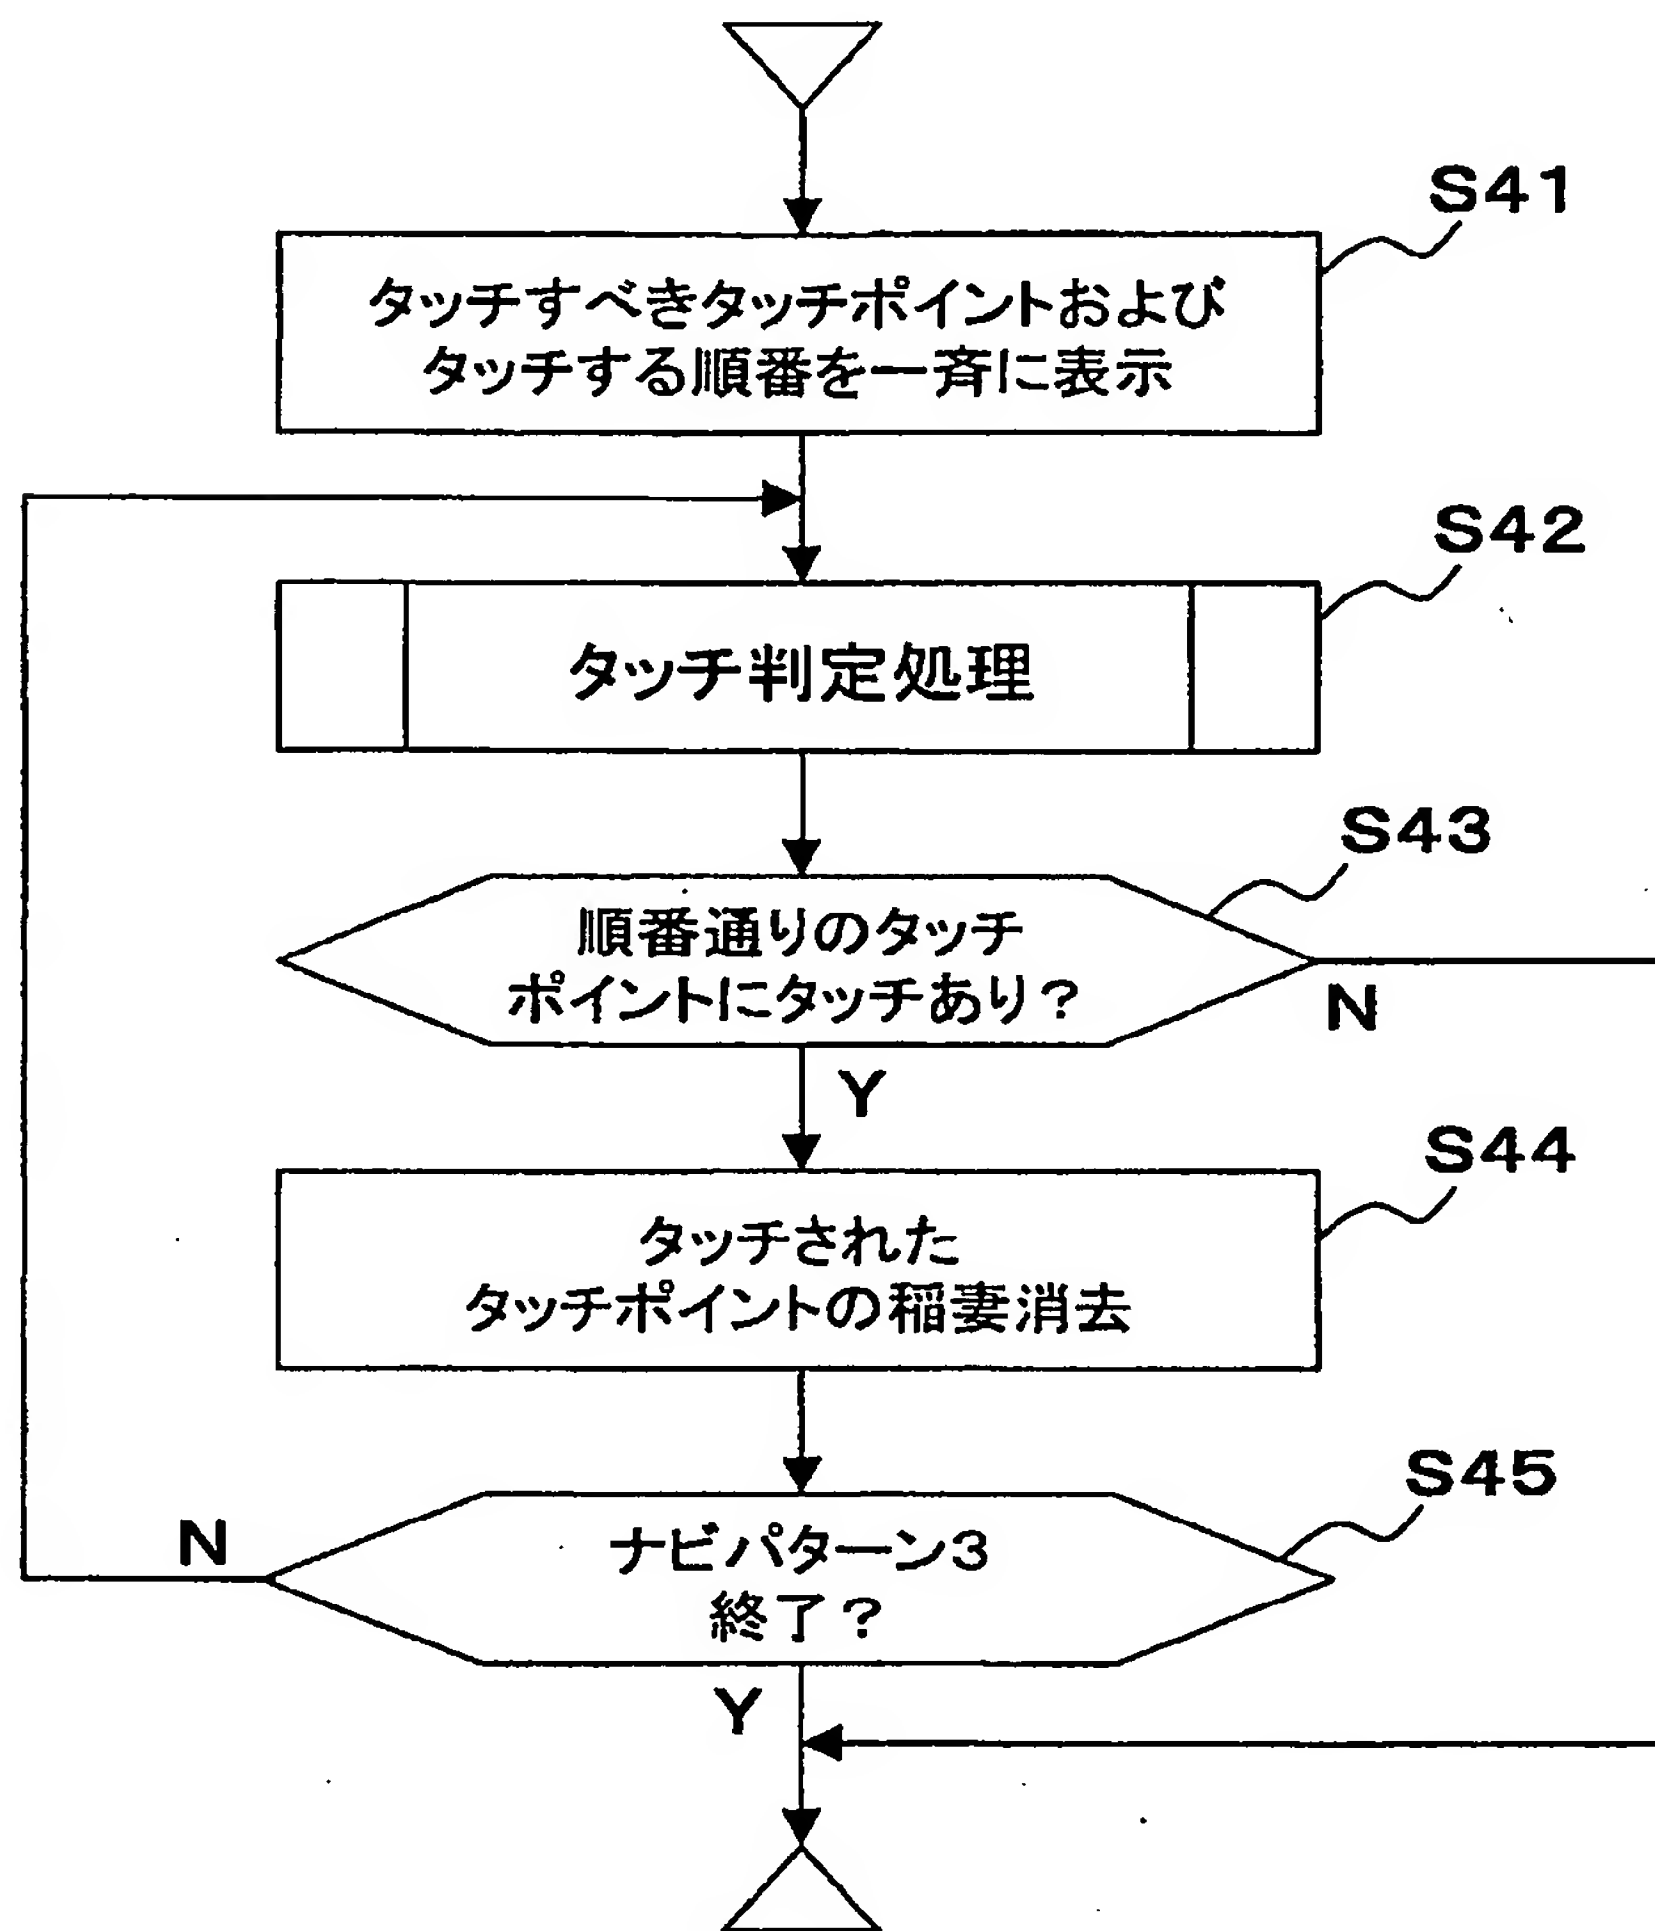 S41
タッチすべきタッチポイントおよび
タッチする順番を一斉に表示
S42
タッチ判定処理
S43
順番通りのタッチ
ポイントにタッチあり?
N
Y
S44
タッチされた
タッチポイントの稲妻消去
S45
N
ナビパターン3
終了?
Y